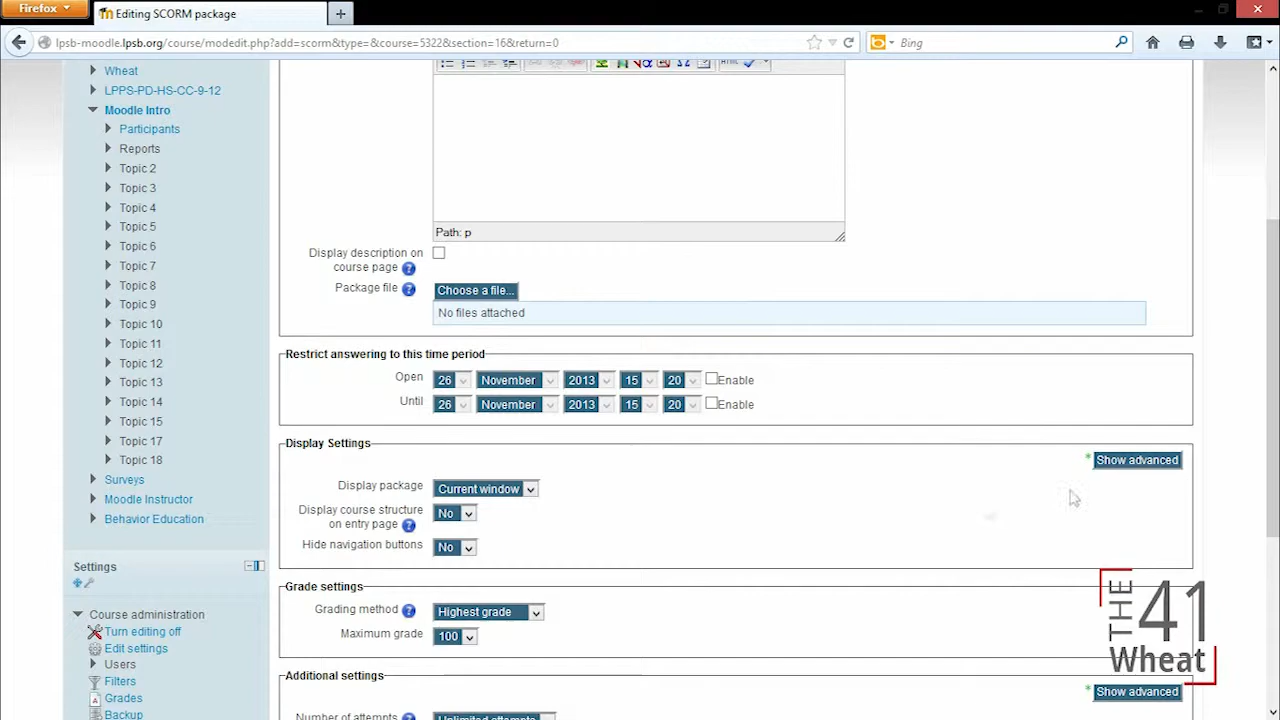 Firefox
Editing SCORM package
lpsb-moodle.lpsb.org/course/modedit.php?add=scorm&type=&course=5322&section=16&return=0
Bing
Wheat
LPPS-PD-HS-CC-9-12
Moodle Intro
Participants
Reports
Topic 2
Topic 3
Topic 4
Topic 5
Topic 6
Topic 7
Topic 8
Topic 9
Topic 10
Topic 11
Topic 12
Topic 13
Topic 14
Topic 15
Topic 17
Topic 18
Surveys
Moodle Instructor
Behavior Education
Settings
Course administration
Turn editing off
Edit settings
Users
Filters
Grades
Backup
HTML
Path: p
Display description on
course page
Package file
Choose a file...
No files attached
Restrict answering to this time period
Open 26 November 2013 15 20 Enable
Until 26 November 2013 15 20 Enable
Display Settings
* Show advanced
Display package Current window
Display course structure
on entry page No
Hide navigation buttons No
Grade settings
Grading method Highest grade
Maximum grade 100
Additional settings
* Show advanced
Number of attempts Unlimited attempts
THE 41
Wheat